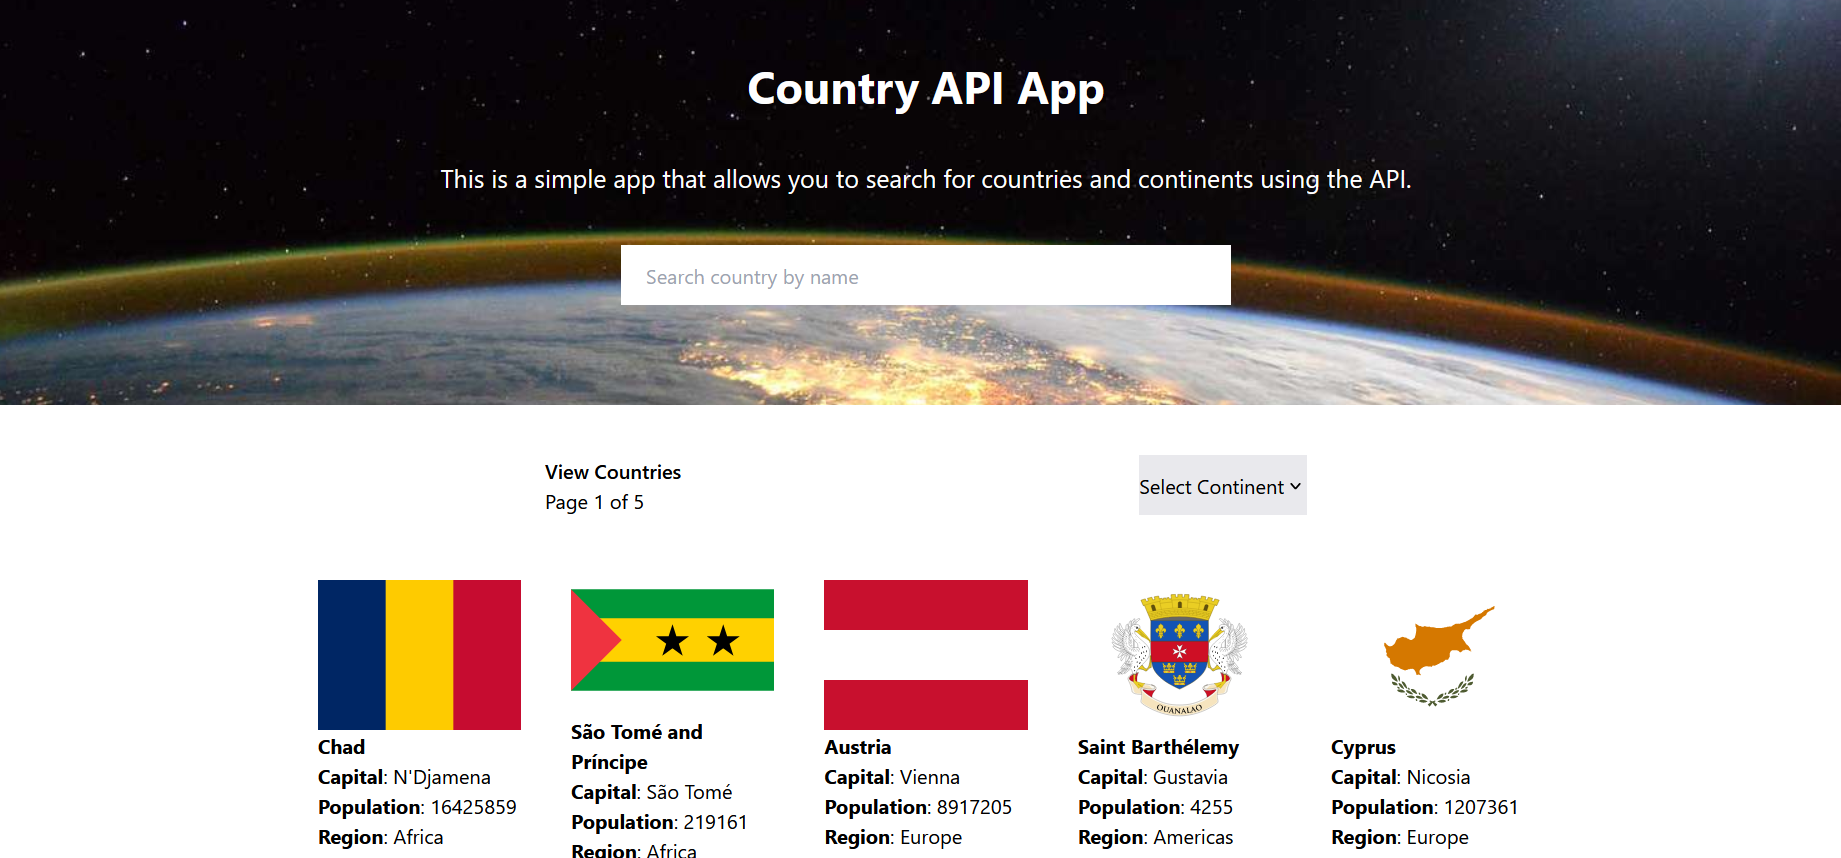 Country API App
This is a simple app that allows you to search for countries and continents using the API.
Search country by name
View Countries
Page 1 of 5
Select Continent
Chad
Capital: N'Djamena
Population: 16425859
Region: Africa
São Tomé and
Príncipe
Capital: São Tomé
Population: 219161
Region: Africa
Austria
Capital: Vienna
Population: 8917205
Region: Europe
OUANALAO
Saint Barthélemy
Capital: Gustavia
Population: 4255
Region: Americas
Cyprus
Capital: Nicosia
Population: 1207361
Region: Europe